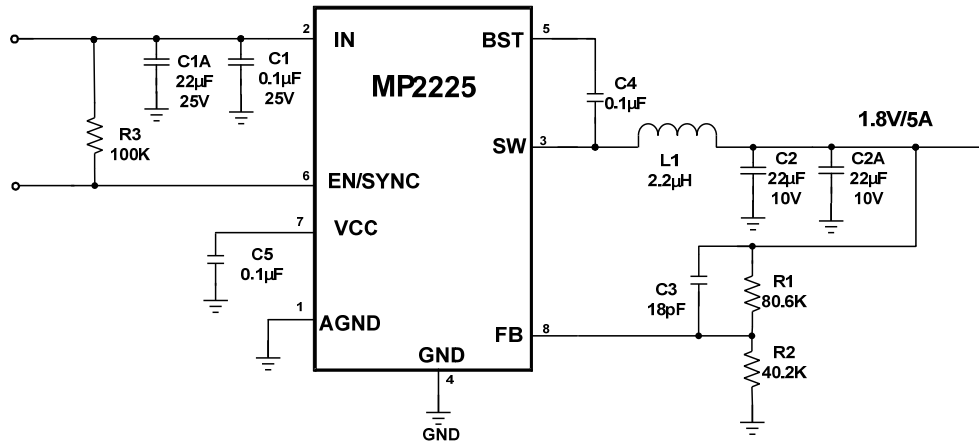 2
IN
C1A
22µF
25V
C1
0.1µF
25V
R3
100K
6
EN/SYNC
7
VCC
C5
0.1µF
1
AGND
MP2225
GND
4
GND
5
BST
C4
0.1µF
SW
3
L1
2.2µH
1.8V/5A
C2
22µF
10V
C2A
22µF
10V
C3
18pF
R1
80.6K
FB
8
R2
40.2K